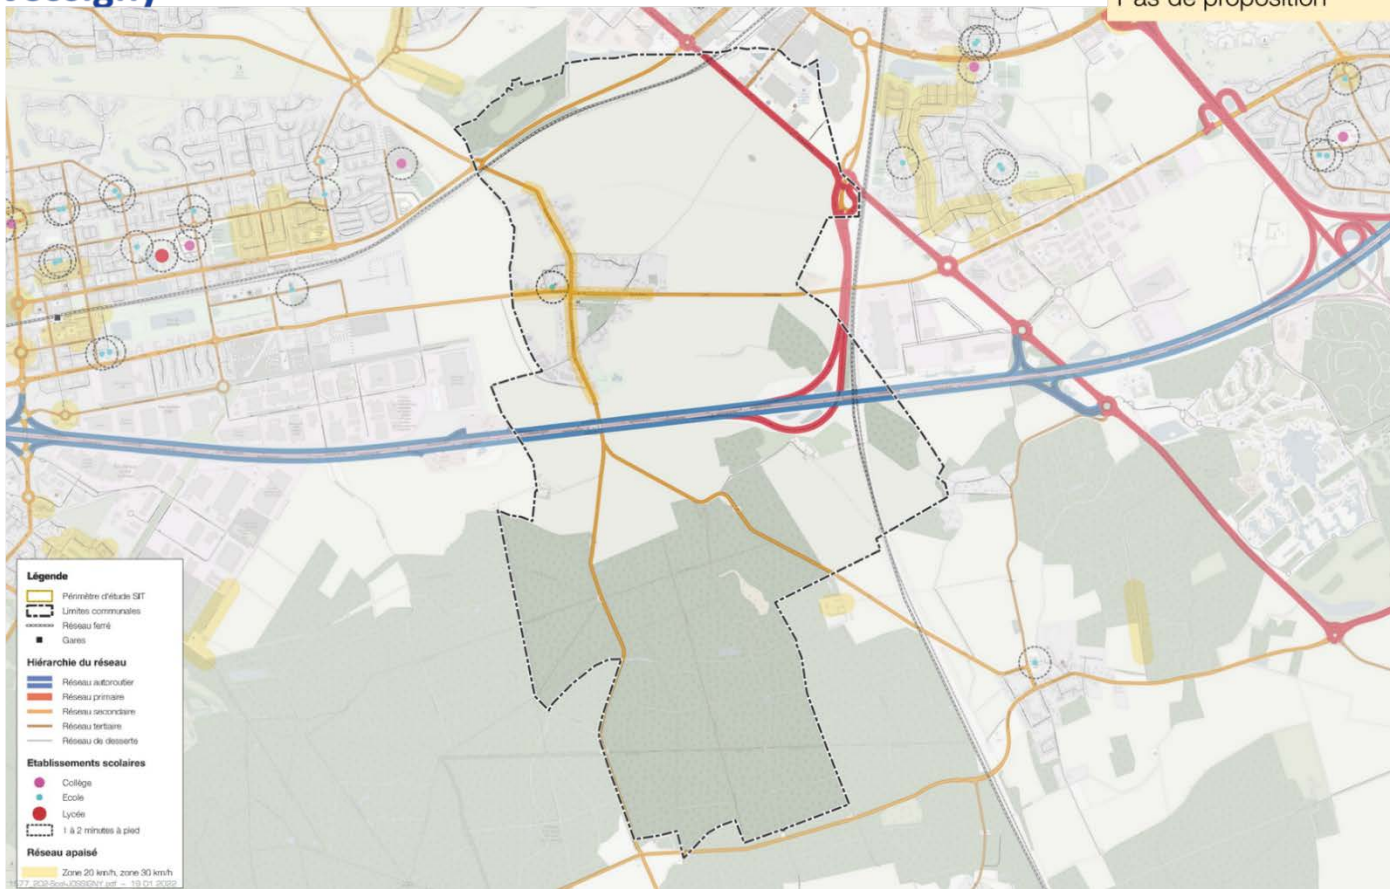 Pas de proposition
Légende
Périmètre d'étude SIT
Limites communales
Réseau ferré
Gares
Hiérarchie du réseau
Réseau autoroutier
Réseau primaire
Réseau secondaire
Réseau tertiaire
Réseau de desserte
Etablissements scolaires
Collège
Ecole
Lycée
1 à 2 minutes à pied
Réseau apaisé
Zone 20 km/h, zone 30 km/h